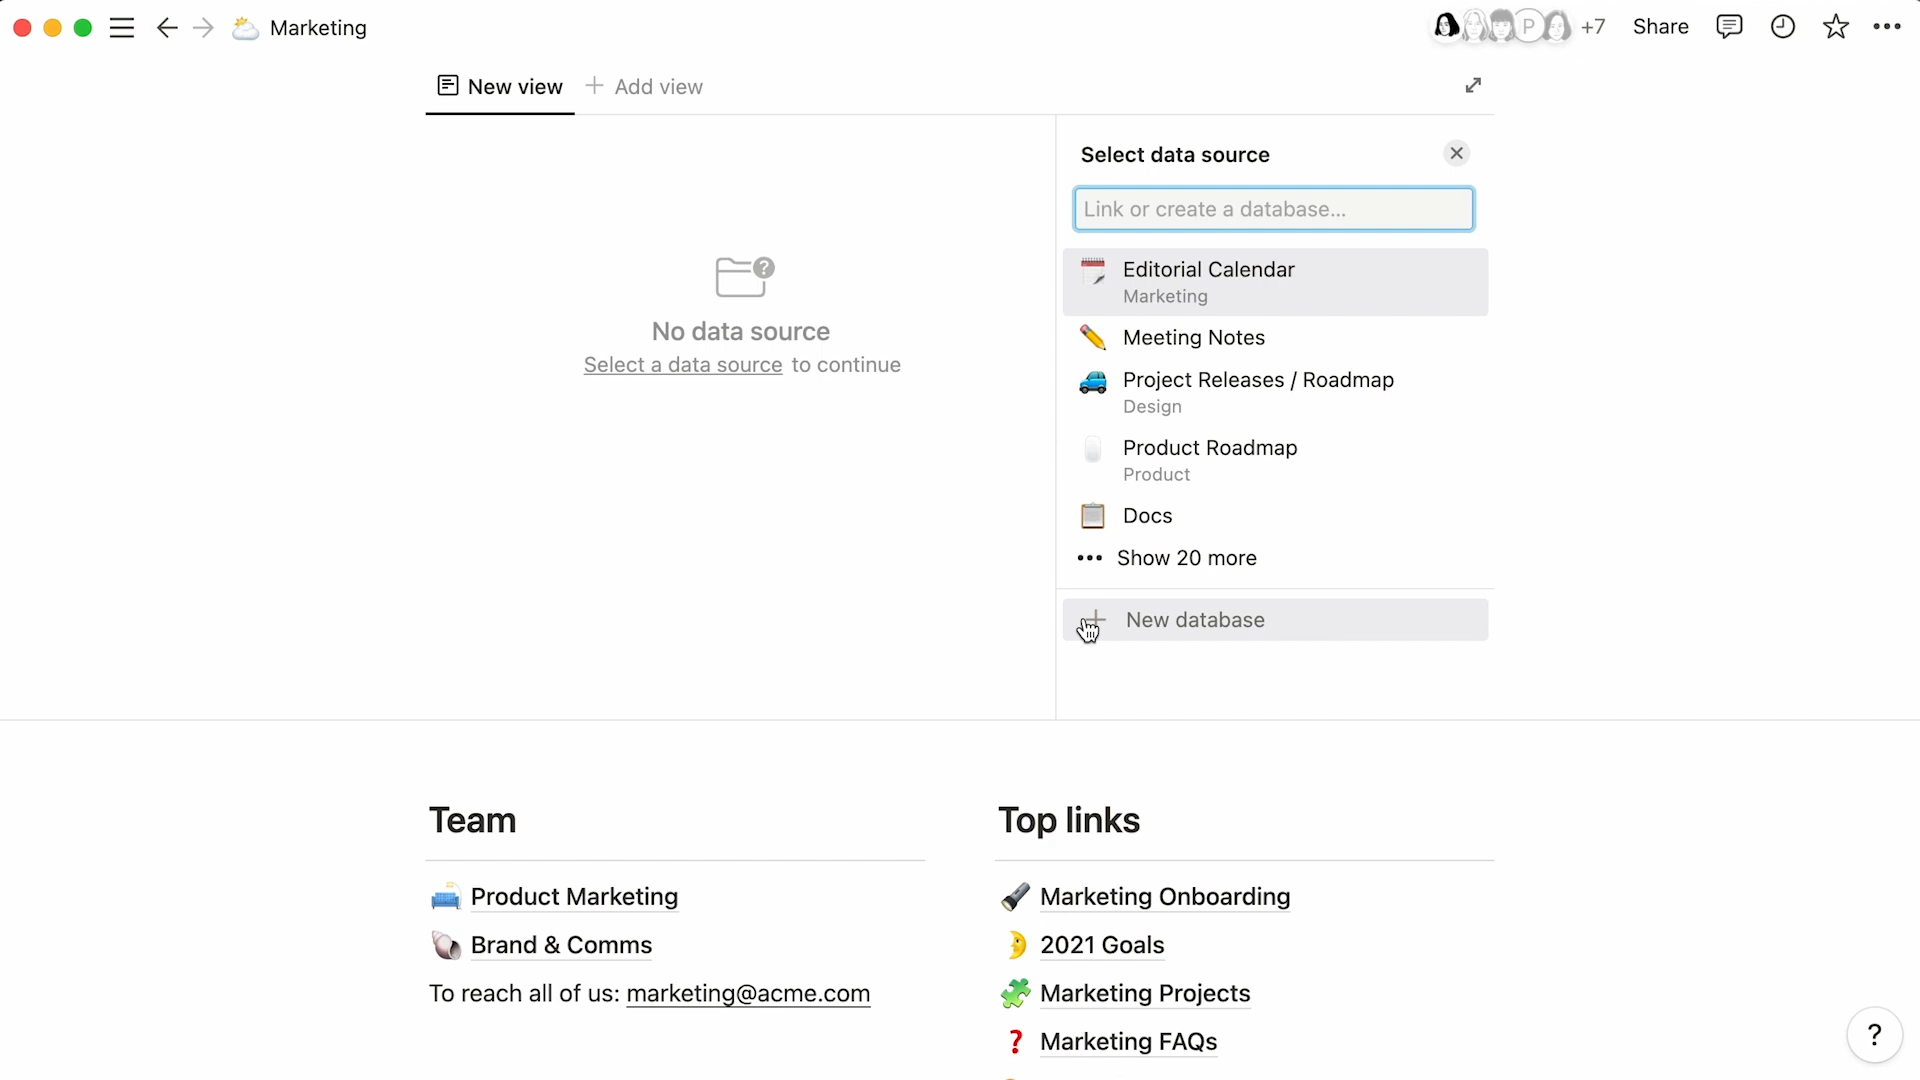 Marketing
P
+7
Share
New view
Add view
Select data source
Link or create a database...
Editorial Calendar
Marketing
No data source
Select a data source to continue
Meeting Notes
Project Releases / Roadmap
Design
Product Roadmap
Product
Docs
Show 20 more
New database
Team
Product Marketing
Brand & Comms
To reach all of us: marketing@acme.com
Top links
Marketing Onboarding
2021 Goals
Marketing Projects
Marketing FAQs
?